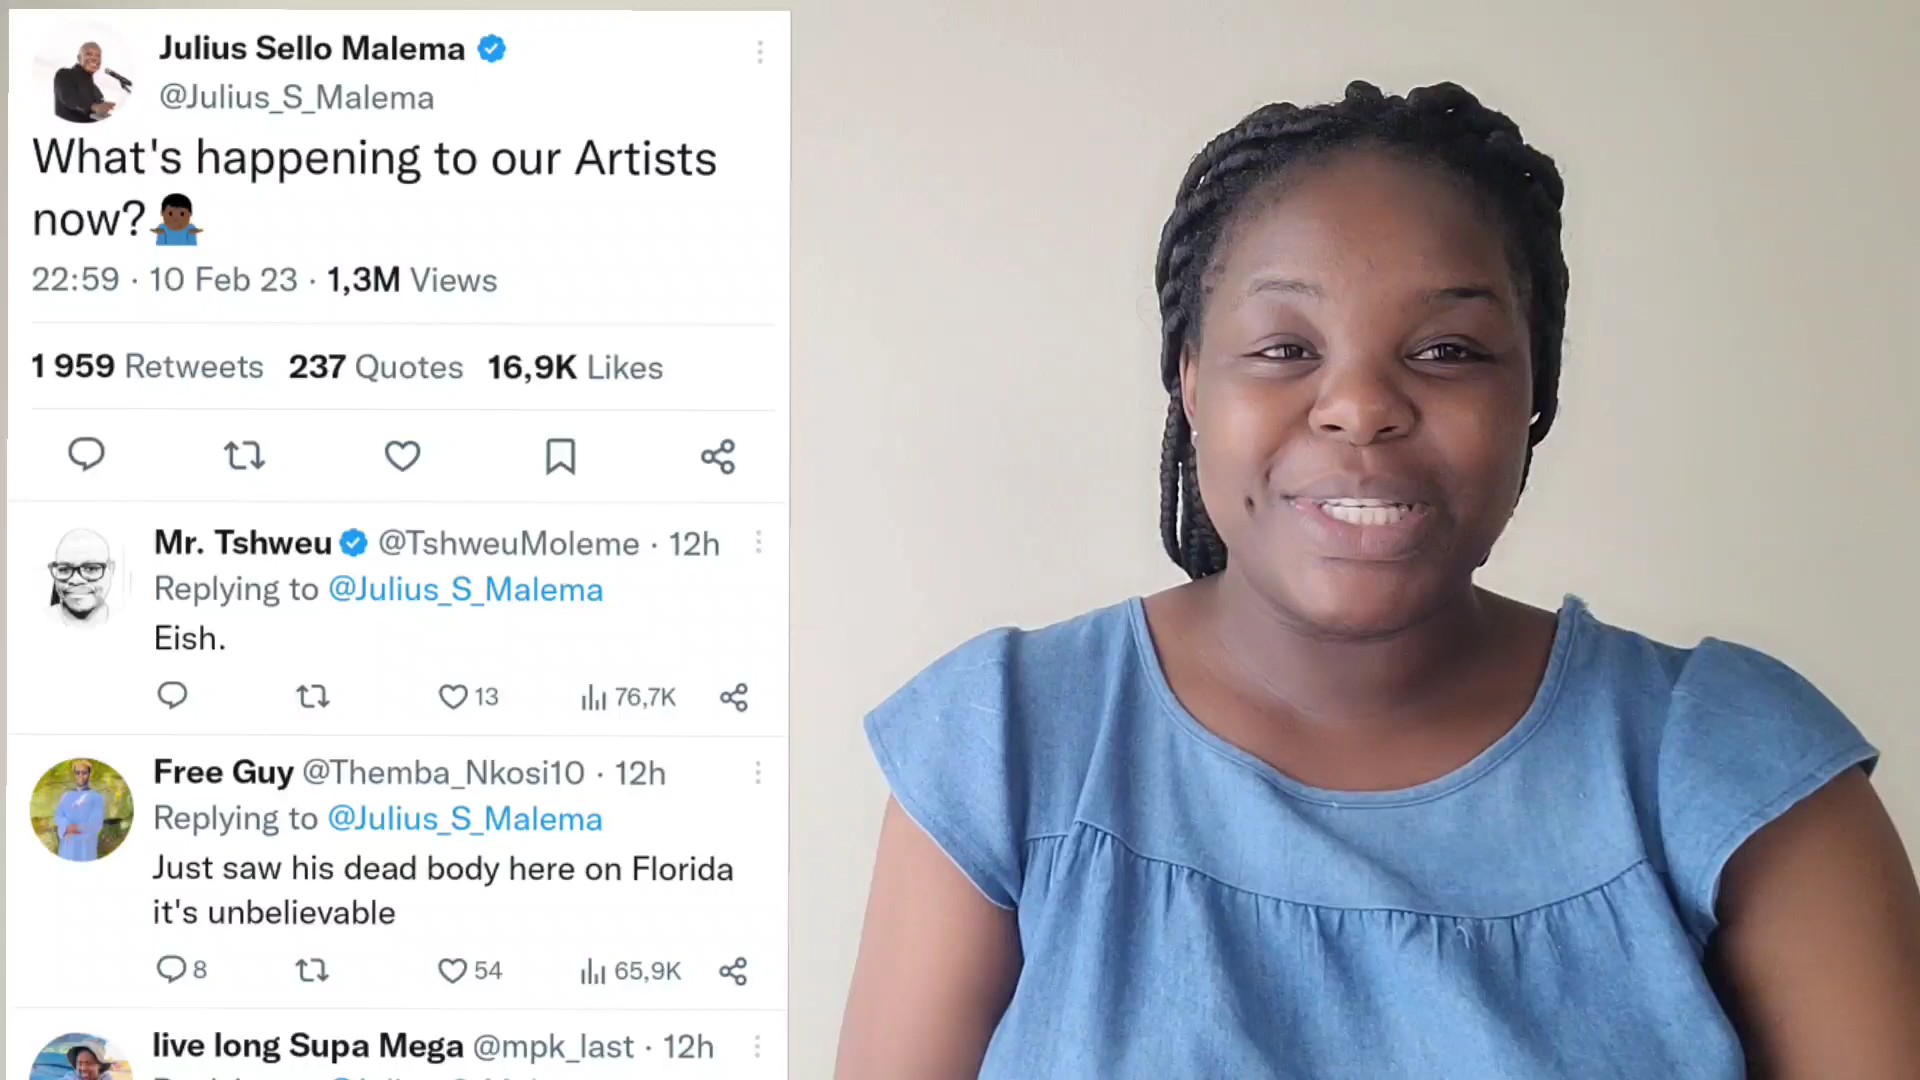 Julius Sello Malema
@Julius_S_Malema
What's happening to our Artists
now?
22:59 · 10 Feb 23 · 1,3M Views
1 959 Retweets 237 Quotes 16,9K Likes
Mr. Tshweu @TshweuMoleme · 12h
Replying to @Julius_S_Malema
Eish.
13 76,7K
Free Guy @Themba_Nkosi10 · 12h
Replying to @Julius_S_Malema
Just saw his dead body here on Florida
it's unbelievable
8 54 65,9K
live long Supa Mega @mpk_last · 12h